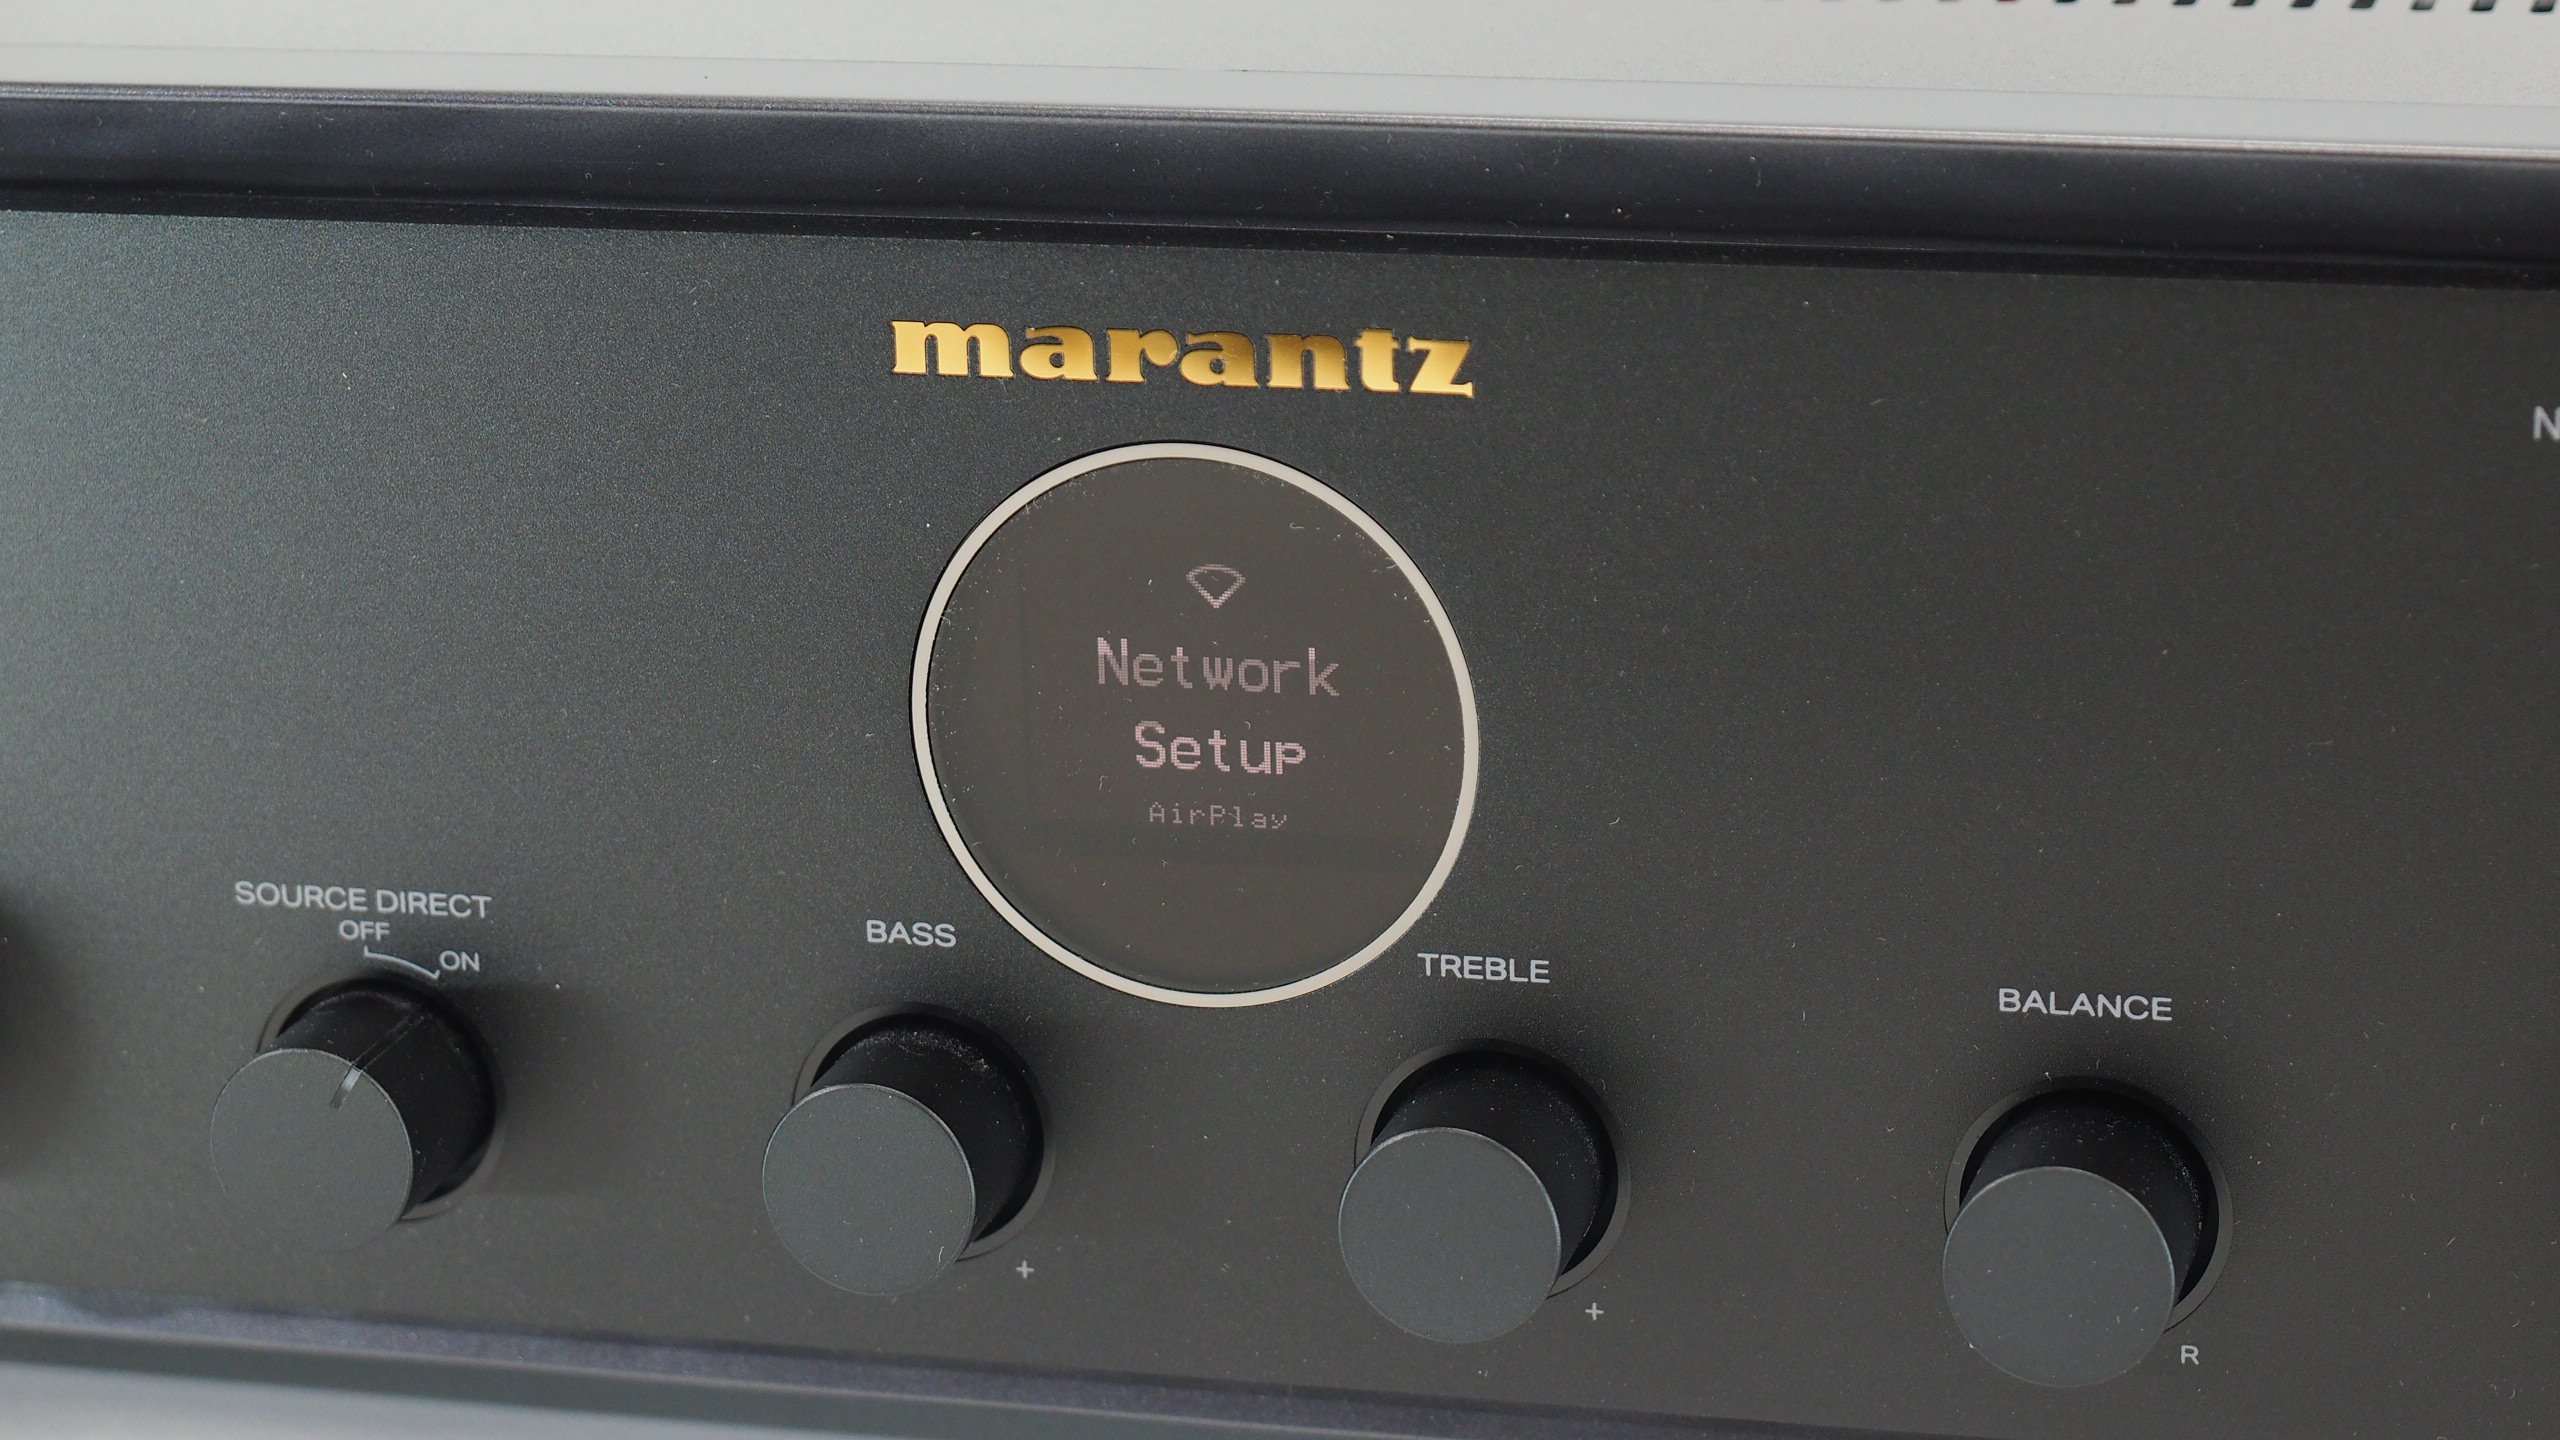 marantz
N
Network
Setup
AirPlay
SOURCE DIRECT
OFF
ON
BASS
TREBLE
BALANCE
+
+
R